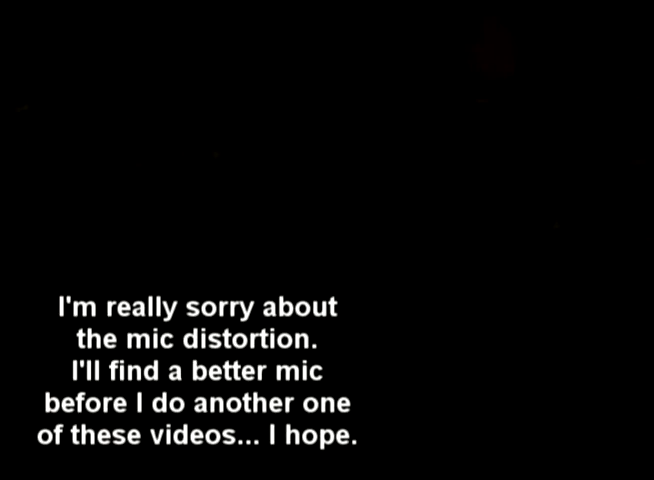 I'm really sorry about
the mic distortion.
I'll find a better mic
before I do another one
of these videos... I hope.